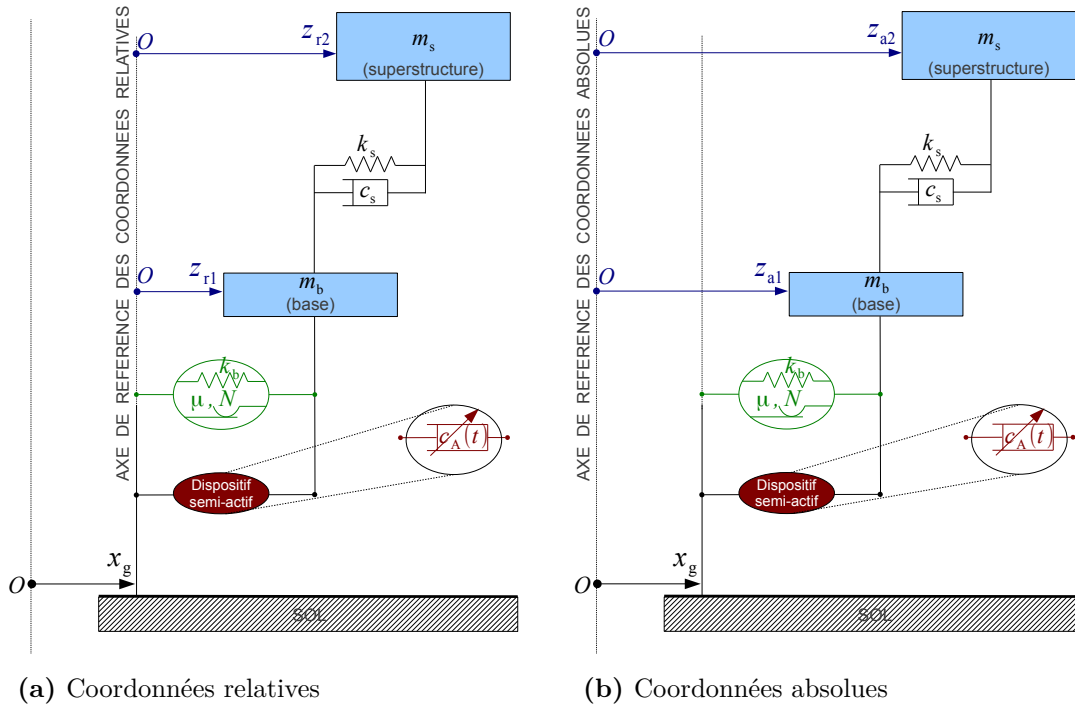 AXE DE REFERENCE DES COORDONNEES RELATIVES
O
z_r2
m_s
(superstructure)
k_s
c_s
O
z_r1
m_b
(base)
k_b
μ , N
c_A(t)
Dispositif
semi-actif
O
x_g
SOL
(a) Coordonnées relatives
AXE DE REFERENCE DES COORDONNEES ABSOLUES
O
z_a2
m_s
(superstructure)
k_s
c_s
O
z_a1
m_b
(base)
k_b
μ , N
c_A(t)
Dispositif
semi-actif
O
x_g
SOL
(b) Coordonnées absolues